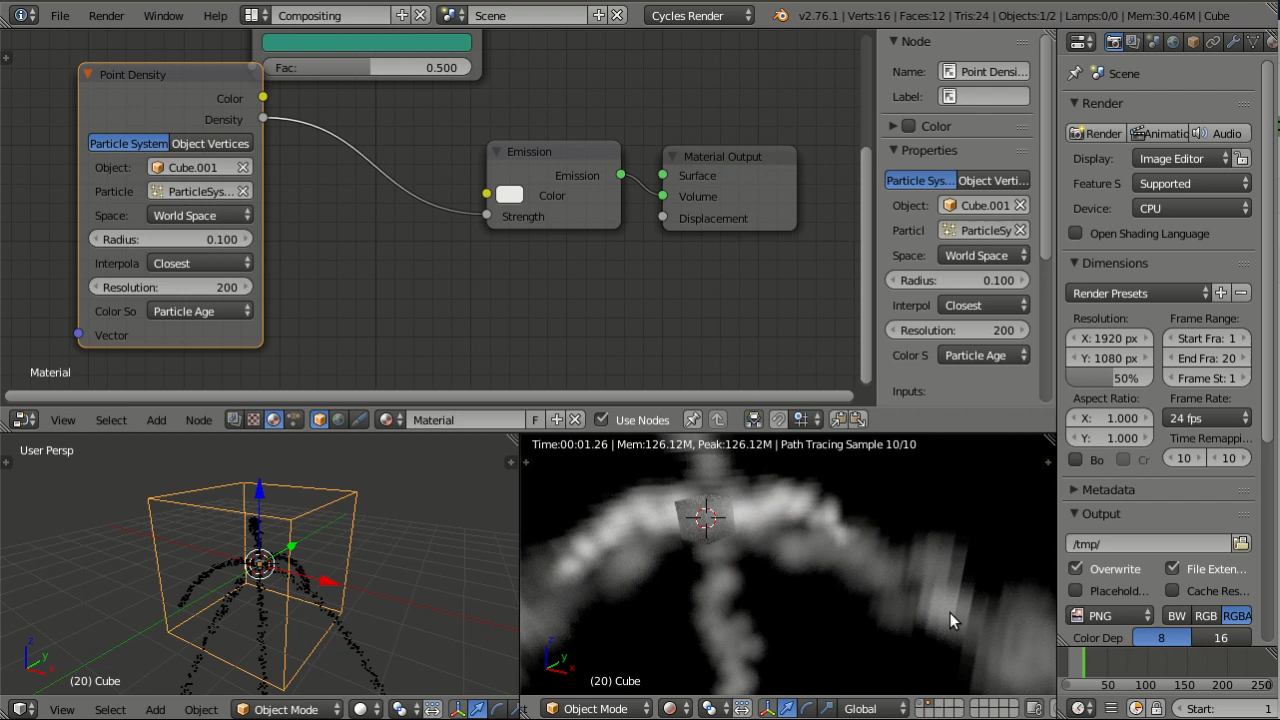 File Render Window Help Compositing Scene Cycles Render v2.76.1 | Verts:16 | Faces:12 | Tris:24 | Objects:1/2 | Lamps:0/0 | Mem:30.46M | Cube
Fac: 0.500
Point Density
Color
Density
Particle System Object Vertices
Object: Cube.001
Particle ParticleSys...
Space: World Space
Radius: 0.100
Interpola Closest
Resolution: 200
Color So Particle Age
Vector
Emission
Emission
Color
Strength
Material Output
Surface
Volume
Displacement
Material
Node
Name: Point Densi...
Label:
Color
Properties
Particle Sys... Object Verti...
Object: Cube.001
Particl ParticleSy
Space: World Space
Radius: 0.100
Interpol Closest
Resolution: 200
Color S Particle Age
Inputs:
View Select Add Node Material F Use Nodes
Scene
Render
Render Animatic Audio
Display: Image Editor
Feature S Supported
Device: CPU
Open Shading Language
Dimensions
Render Presets
Resolution: Frame Range:
X: 1920 px Start Fra: 1
Y: 1080 px End Fra: 20
50% Frame St: 1
Aspect Ratio: Frame Rate:
X: 1.000 24 fps
Y: 1.000 Time Remappi...
Bo Cr 10 10
Metadata
Output
/tmp/
Overwrite File Exten...
Placehold... Cache Res...
PNG BW RGB RGBA
Color Dep 8 16
50 100 150 200 250
Start: 1
User Persp
z
y
x
(20) Cube
View Select Add Object Object Mode
Time:00:01.26 | Mem:126.12M, Peak:126.12M | Path Tracing Sample 10/10
z
y
x
(20) Cube
Object Mode Global